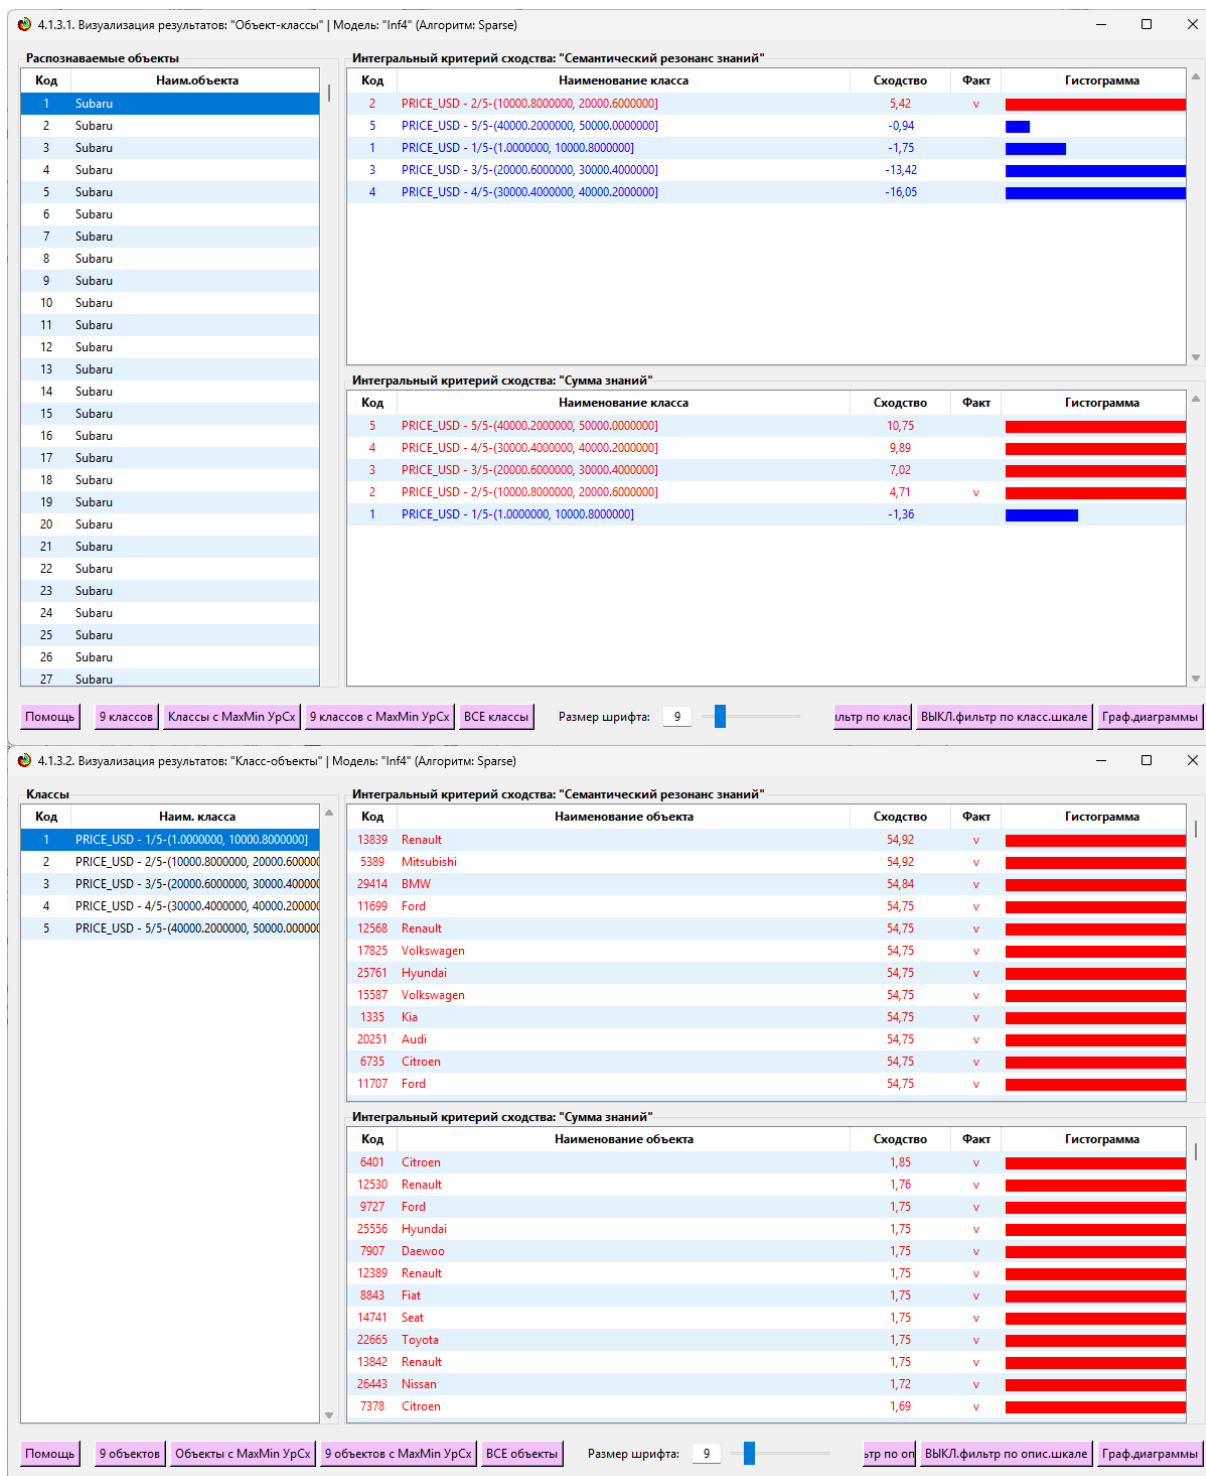 4.1.3.1. Визуализация результатов: "Объект-классы" | Модель: "Inf4" (Алгоритм: Sparse)
Распознаваемые объекты
Код Наим.объекта
1 Subaru
2 Subaru
3 Subaru
4 Subaru
5 Subaru
6 Subaru
7 Subaru
8 Subaru
9 Subaru
10 Subaru
11 Subaru
12 Subaru
13 Subaru
14 Subaru
15 Subaru
16 Subaru
17 Subaru
18 Subaru
19 Subaru
20 Subaru
21 Subaru
22 Subaru
23 Subaru
24 Subaru
25 Subaru
26 Subaru
27 Subaru
Интегральный критерий сходства: "Семантический резонанс знаний"
Код Наименование класса Сходство Факт Гистограмма
2 PRICE_USD - 2/5-(10000.8000000, 20000.6000000] 5,42 v
5 PRICE_USD - 5/5-(40000.2000000, 50000.0000000] -0,94
1 PRICE_USD - 1/5-(1.0000000, 10000.8000000] -1,75
3 PRICE_USD - 3/5-(20000.6000000, 30000.4000000] -13,42
4 PRICE_USD - 4/5-(30000.4000000, 40000.2000000] -16,05
Интегральный критерий сходства: "Сумма знаний"
Код Наименование класса Сходство Факт Гистограмма
5 PRICE_USD - 5/5-(40000.2000000, 50000.0000000] 10,75
4 PRICE_USD - 4/5-(30000.4000000, 40000.2000000] 9,89
3 PRICE_USD - 3/5-(20000.6000000, 30000.4000000] 7,02
2 PRICE_USD - 2/5-(10000.8000000, 20000.6000000] 4,71 v
1 PRICE_USD - 1/5-(1.0000000, 10000.8000000] -1,36
Помощь 9 классов Классы с MaxMin УрСх 9 классов с MaxMin УрСх ВСЕ классы Размер шрифта: 9 льтр по клас ВЫКЛ.фильтр по класс.шкале Граф.диаграммы
4.1.3.2. Визуализация результатов: "Класс-объекты" | Модель: "Inf4" (Алгоритм: Sparse)
Классы
Код Наим. класса
1 PRICE_USD - 1/5-(1.0000000, 10000.8000000]
2 PRICE_USD - 2/5-(10000.8000000, 20000.600000
3 PRICE_USD - 3/5-(20000.6000000, 30000.400000
4 PRICE_USD - 4/5-(30000.4000000, 40000.200000
5 PRICE_USD - 5/5-(40000.2000000, 50000.000000
Интегральный критерий сходства: "Семантический резонанс знаний"
Код Наименование объекта Сходство Факт Гистограмма
13839 Renault 54,92 v
5389 Mitsubishi 54,92 v
29414 BMW 54,84 v
11699 Ford 54,75 v
12568 Renault 54,75 v
17825 Volkswagen 54,75 v
25761 Hyundai 54,75 v
15587 Volkswagen 54,75 v
1335 Kia 54,75 v
20251 Audi 54,75 v
6735 Citroen 54,75 v
11707 Ford 54,75 v
Интегральный критерий сходства: "Сумма знаний"
Код Наименование объекта Сходство Факт Гистограмма
6401 Citroen 1,85 v
12530 Renault 1,76 v
9727 Ford 1,75 v
25556 Hyundai 1,75 v
7907 Daewoo 1,75 v
12389 Renault 1,75 v
8843 Fiat 1,75 v
14741 Seat 1,75 v
22665 Toyota 1,75 v
13842 Renault 1,75 v
26443 Nissan 1,72 v
7378 Citroen 1,69 v
Помощь 9 объектов Объекты с MaxMin УрСх 9 объектов с MaxMin УрСх ВСЕ объекты Размер шрифта: 9 ьтр по оп ВЫКЛ.фильтр по опис.шкале Граф.диаграммы